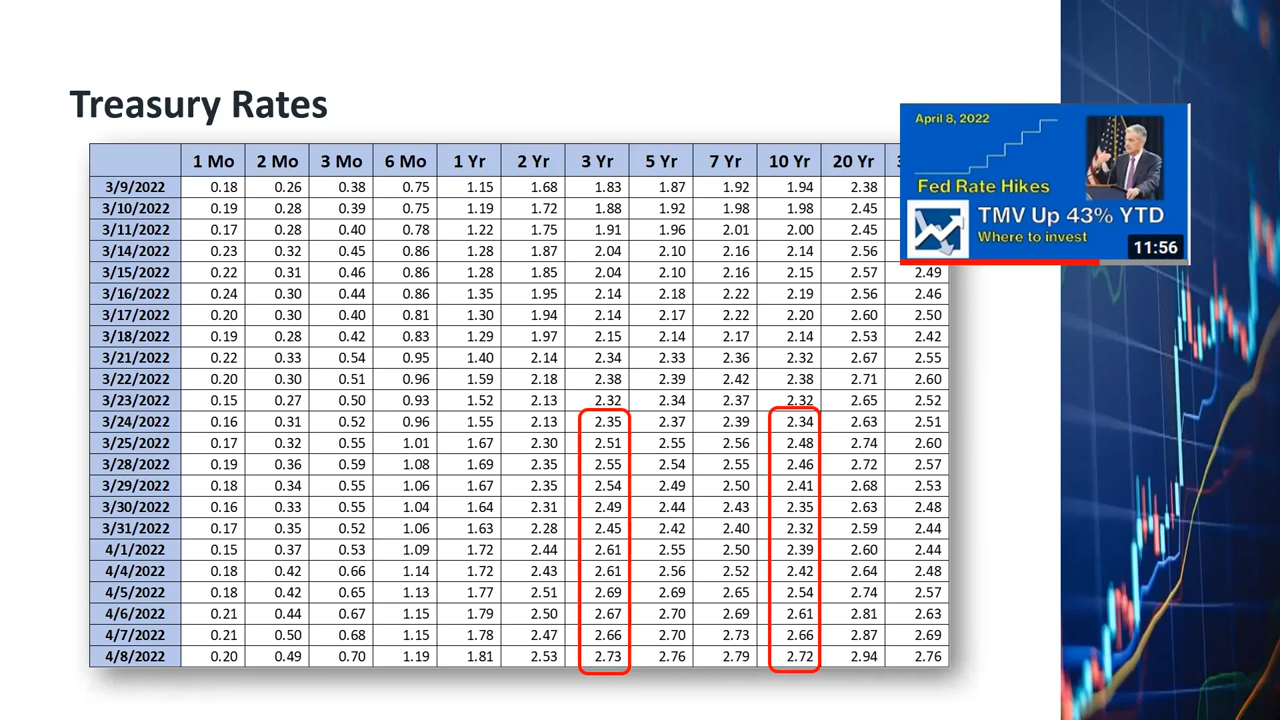 Treasury Rates
1 Mo 2 Mo 3 Mo 6 Mo 1 Yr 2 Yr 3 Yr 5 Yr 7 Yr 10 Yr 20 Yr
3/9/2022 0.18 0.26 0.38 0.75 1.15 1.68 1.83 1.87 1.92 1.94 2.38
3/10/2022 0.19 0.28 0.39 0.75 1.19 1.72 1.88 1.92 1.98 1.98 2.45
3/11/2022 0.17 0.28 0.40 0.78 1.22 1.75 1.91 1.96 2.01 2.00 2.45
3/14/2022 0.23 0.32 0.45 0.86 1.28 1.87 2.04 2.10 2.16 2.14 2.56
3/15/2022 0.22 0.31 0.46 0.86 1.28 1.85 2.04 2.10 2.16 2.15 2.57 2.49
3/16/2022 0.24 0.30 0.44 0.86 1.35 1.95 2.14 2.18 2.22 2.19 2.56 2.46
3/17/2022 0.20 0.30 0.40 0.81 1.30 1.94 2.14 2.17 2.22 2.20 2.60 2.50
3/18/2022 0.19 0.28 0.42 0.83 1.29 1.97 2.15 2.14 2.17 2.14 2.53 2.42
3/21/2022 0.22 0.33 0.54 0.95 1.40 2.14 2.34 2.33 2.36 2.32 2.67 2.55
3/22/2022 0.20 0.30 0.51 0.96 1.59 2.18 2.38 2.39 2.42 2.38 2.71 2.60
3/23/2022 0.15 0.27 0.50 0.93 1.52 2.13 2.32 2.34 2.37 2.32 2.65 2.52
3/24/2022 0.16 0.31 0.52 0.96 1.55 2.13 2.35 2.37 2.39 2.34 2.63 2.51
3/25/2022 0.17 0.32 0.55 1.01 1.67 2.30 2.51 2.55 2.56 2.48 2.74 2.60
3/28/2022 0.19 0.36 0.59 1.08 1.69 2.35 2.55 2.54 2.55 2.46 2.72 2.57
3/29/2022 0.18 0.34 0.55 1.06 1.67 2.35 2.54 2.49 2.50 2.41 2.68 2.53
3/30/2022 0.16 0.33 0.55 1.04 1.64 2.31 2.49 2.44 2.43 2.35 2.63 2.48
3/31/2022 0.17 0.35 0.52 1.06 1.63 2.28 2.45 2.42 2.40 2.32 2.59 2.44
4/1/2022 0.15 0.37 0.53 1.09 1.72 2.44 2.61 2.55 2.50 2.39 2.60 2.44
4/4/2022 0.18 0.42 0.66 1.14 1.72 2.43 2.61 2.56 2.52 2.42 2.64 2.48
4/5/2022 0.18 0.42 0.65 1.13 1.77 2.51 2.69 2.69 2.65 2.54 2.74 2.57
4/6/2022 0.21 0.44 0.67 1.15 1.79 2.50 2.67 2.70 2.69 2.61 2.81 2.63
4/7/2022 0.21 0.50 0.68 1.15 1.78 2.47 2.66 2.70 2.73 2.66 2.87 2.69
4/8/2022 0.20 0.49 0.70 1.19 1.81 2.53 2.73 2.76 2.79 2.72 2.94 2.76
April 8, 2022
Fed Rate Hikes
TMV Up 43% YTD
Where to invest
11:56